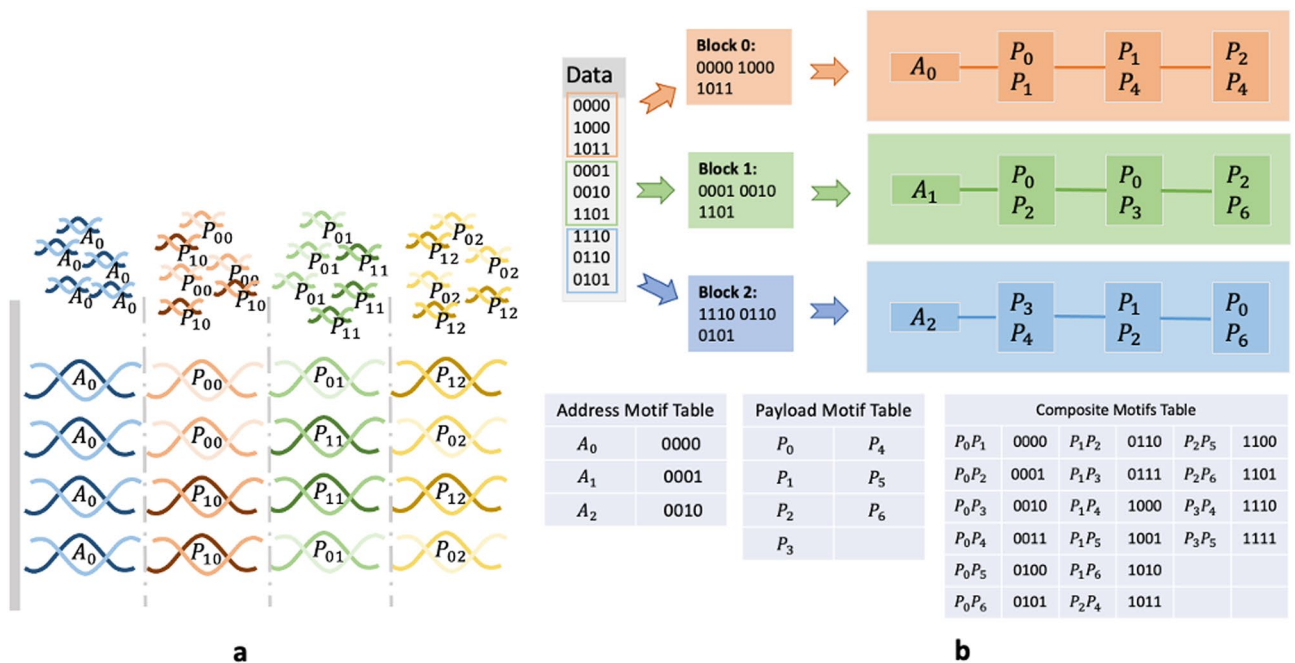 A₀
A₀
A₀
A₀
A₀
P₀₀
P₁₀
P₀₀
P₀₀
P₁₀
P₁₀
P₀₁
P₀₁
P₁₁
P₀₁
P₁₁
P₁₁
P₀₂
P₁₂
P₀₂
P₀₂
P₁₂
P₁₂
A₀ P₀₀ P₀₁ P₁₂
A₀ P₀₀ P₁₁ P₀₂
A₀ P₁₀ P₁₁ P₁₂
A₀ P₁₀ P₀₁ P₀₂
a
Data
0000
1000
1011
0001
0010
1101
1110
0110
0101
Block 0:
0000 1000
1011
A₀
P₀
P₁
P₁
P₄
P₂
P₄
Block 1:
0001 0010
1101
A₁
P₀
P₂
P₀
P₃
P₂
P₆
Block 2:
1110 0110
0101
A₂
P₃
P₄
P₁
P₂
P₀
P₆
Address Motif Table
A₀ 0000
A₁ 0001
A₂ 0010
Payload Motif Table
P₀ P₄
P₁ P₅
P₂ P₆
P₃
Composite Motifs Table
P₀P₁ 0000 P₁P₂ 0110 P₂P₅ 1100
P₀P₂ 0001 P₁P₃ 0111 P₂P₆ 1101
P₀P₃ 0010 P₁P₄ 1000 P₃P₄ 1110
P₀P₄ 0011 P₁P₅ 1001 P₃P₅ 1111
P₀P₅ 0100 P₁P₆ 1010
P₀P₆ 0101 P₂P₄ 1011
b